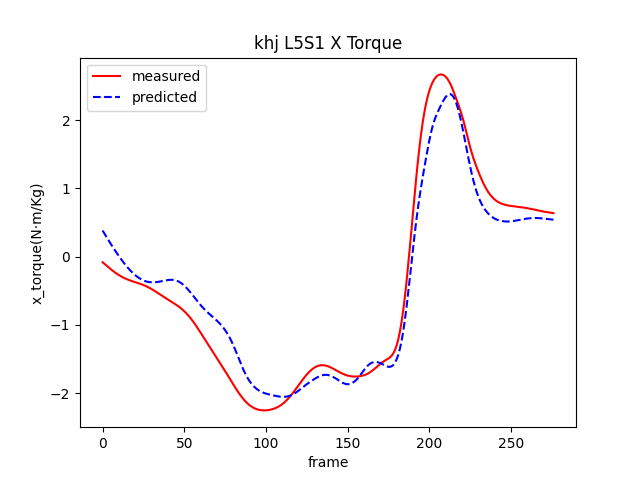 khj L5S1 X Torque
measured
predicted
x_torque(N·m/Kg)
2
1
0
−1
−2
0 50 100 150 200 250
frame